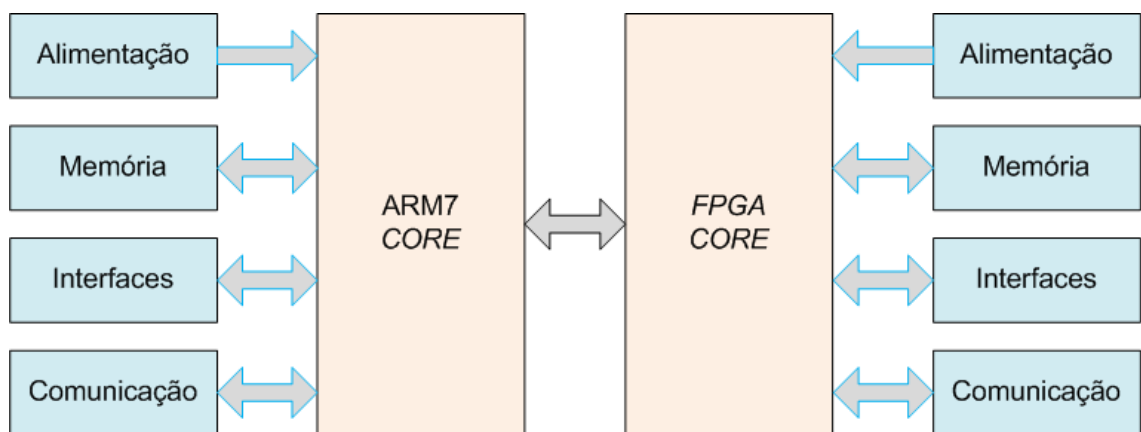 Alimentação
Memória
Interfaces
Comunicação
ARM7
CORE
FPGA
CORE
Alimentação
Memória
Interfaces
Comunicação